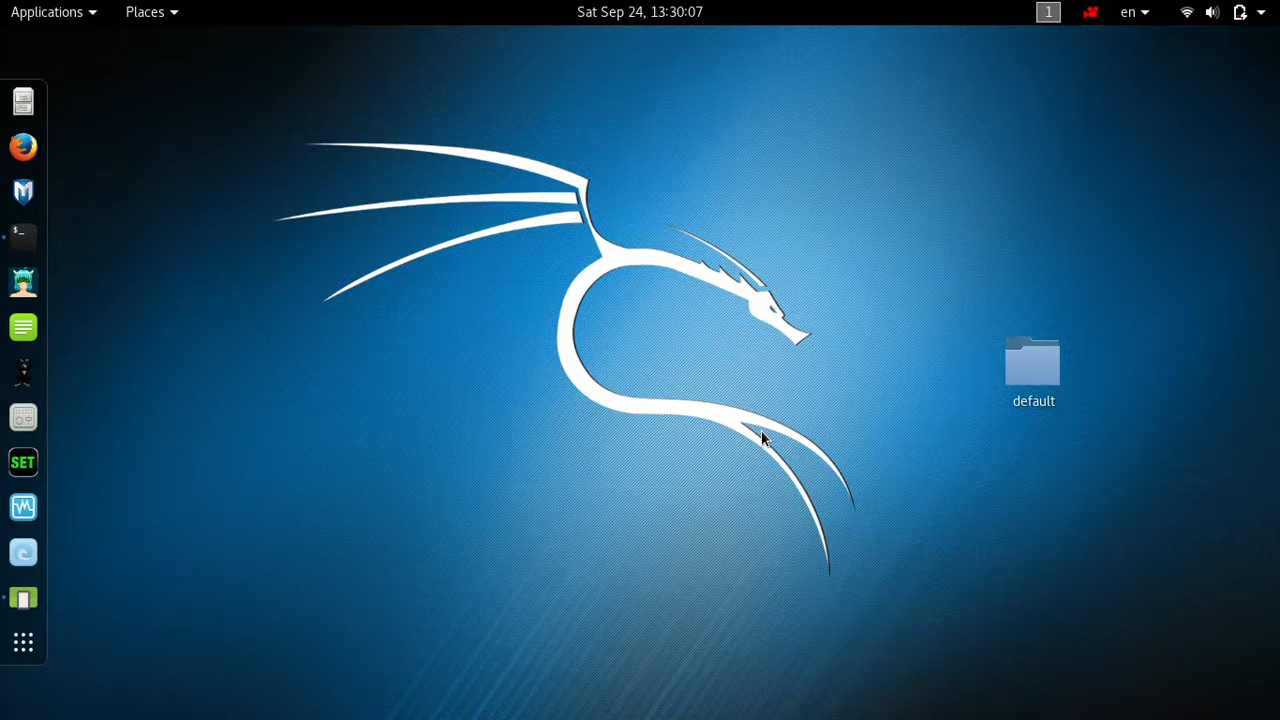 Applications Places Sat Sep 24, 13:30:07 1 en
$_
SET
default